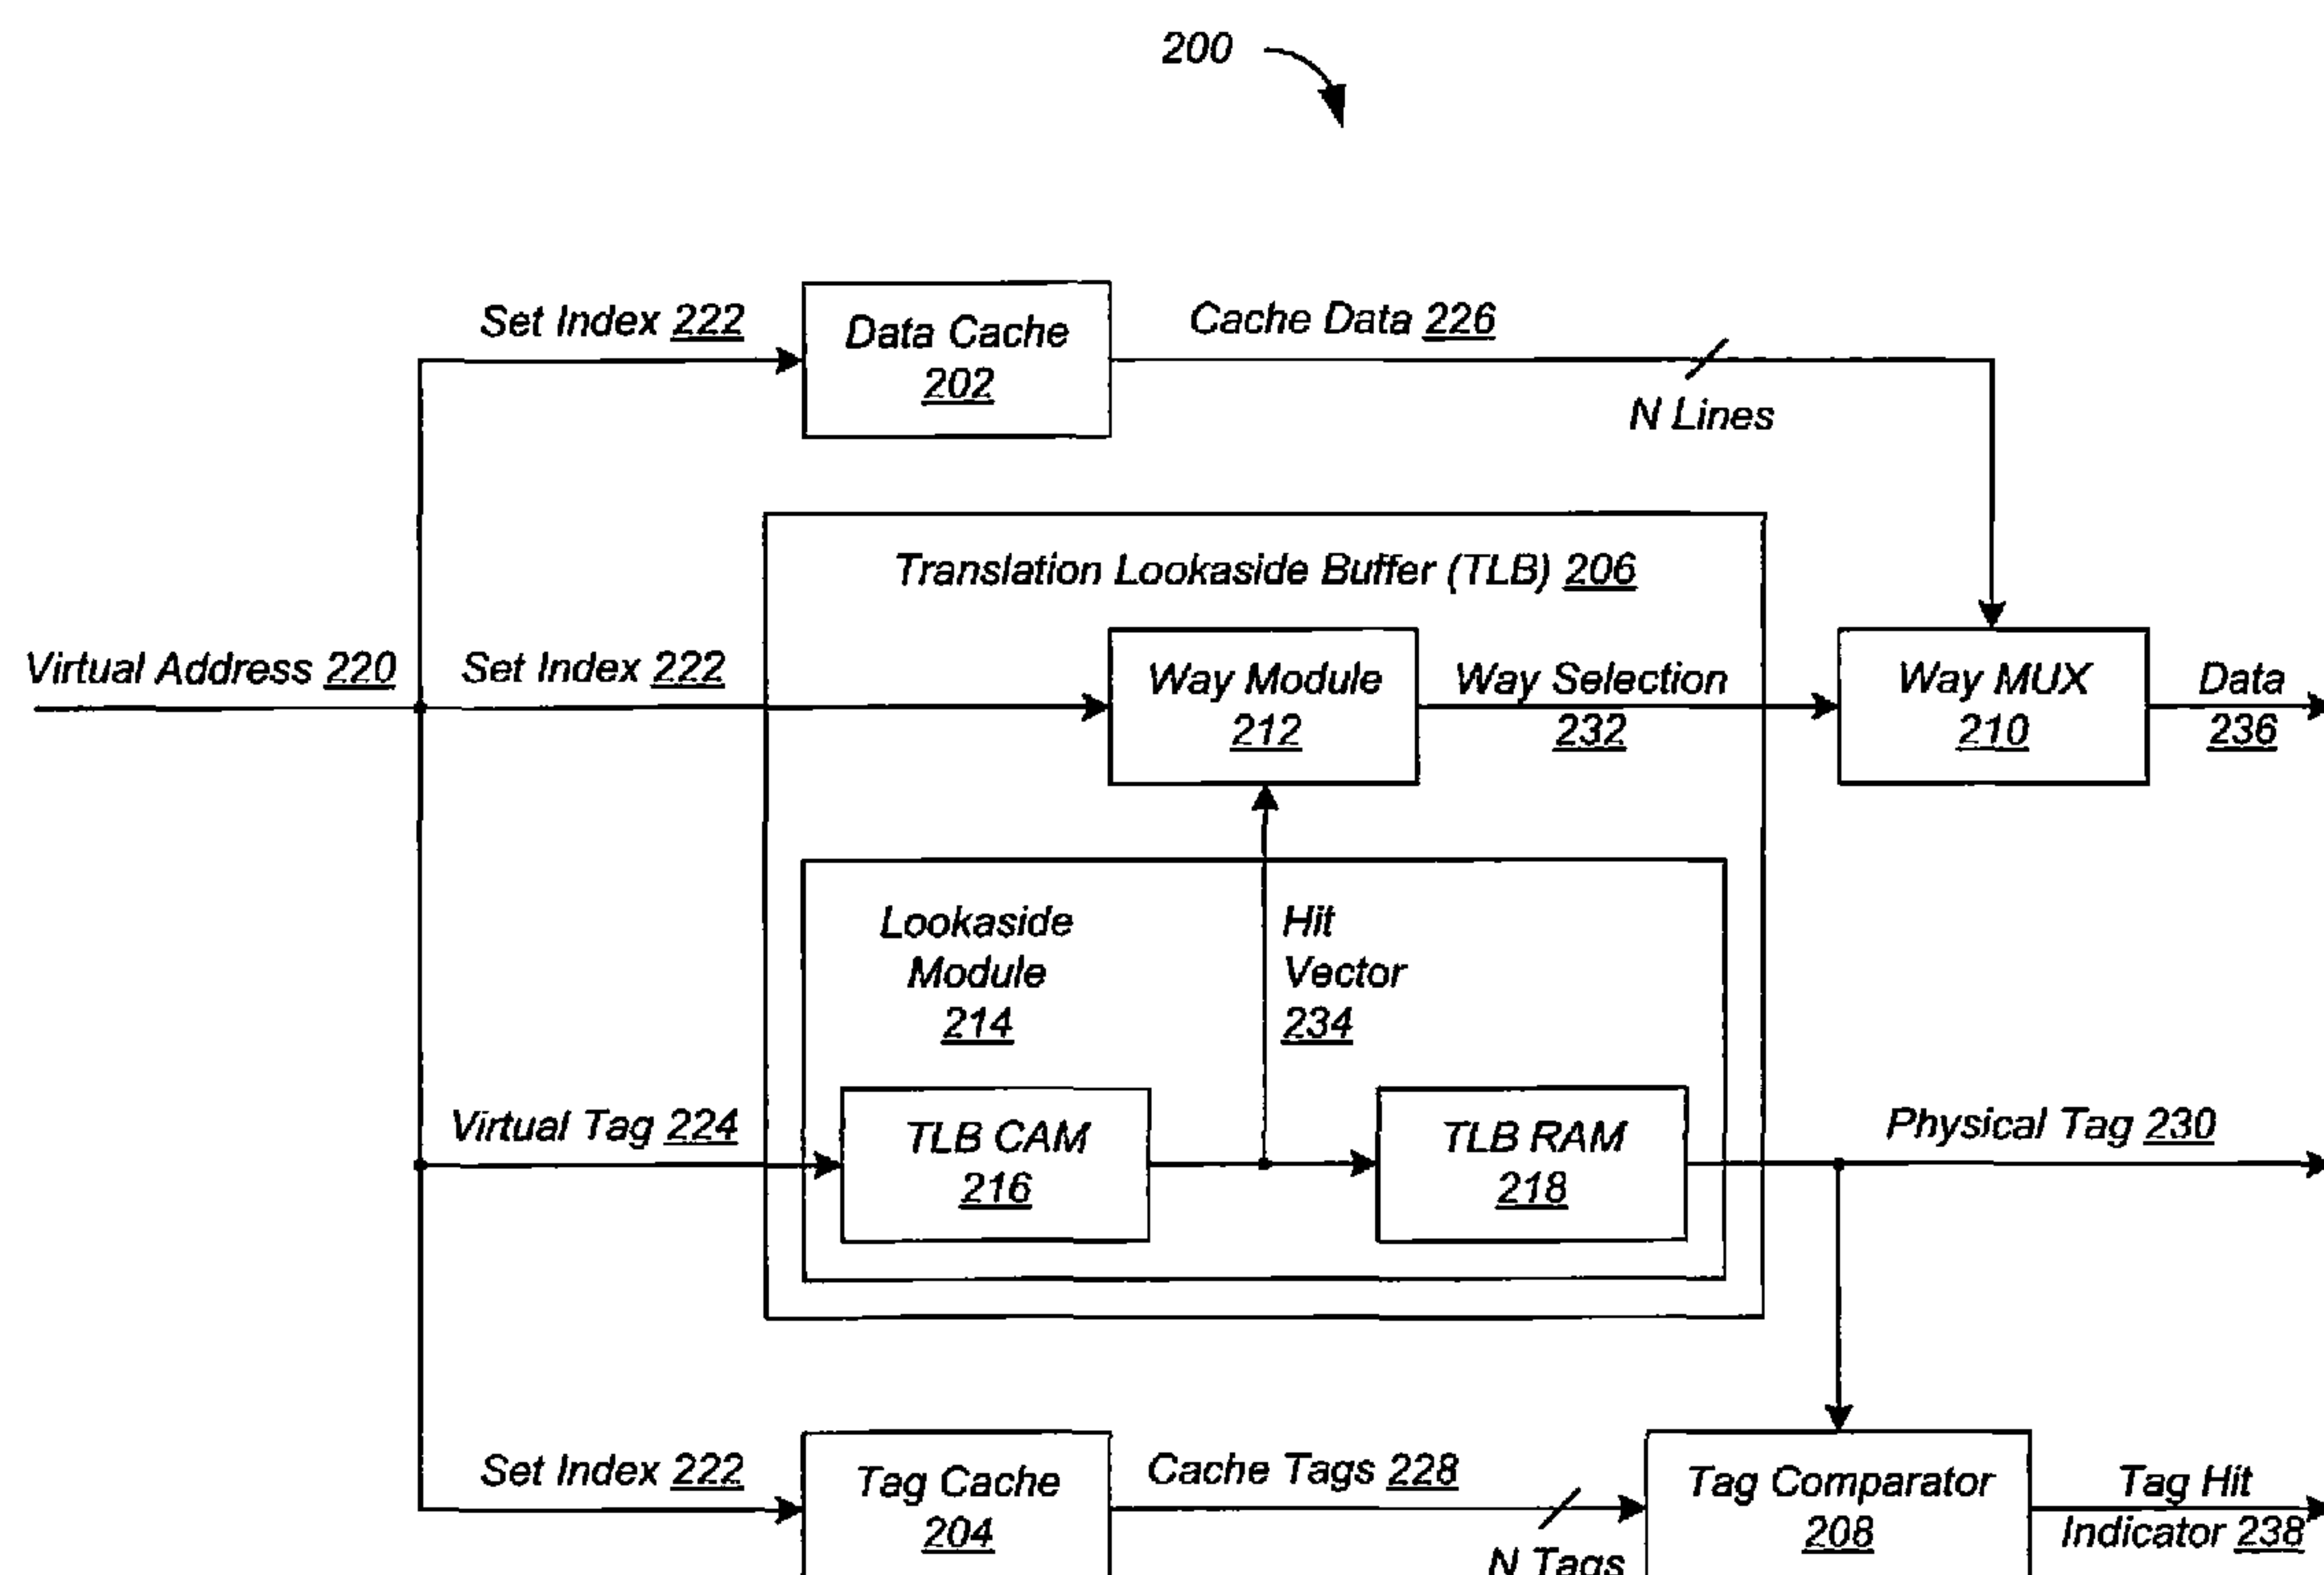 200
Set Index 222
Data Cache
202
Cache Data 226
N Lines
Translation Lookaside Buffer (TLB) 206
Virtual Address 220
Set Index 222
Way Module
212
Way Selection
232
Way MUX
210
Data
236
Lookaside
Module
214
Hit
Vector
234
Virtual Tag 224
TLB CAM
216
TLB RAM
218
Physical Tag 230
Set Index 222
Tag Cache
204
Cache Tags 228
N Tags
Tag Comparator
208
Tag Hit
Indicator 238